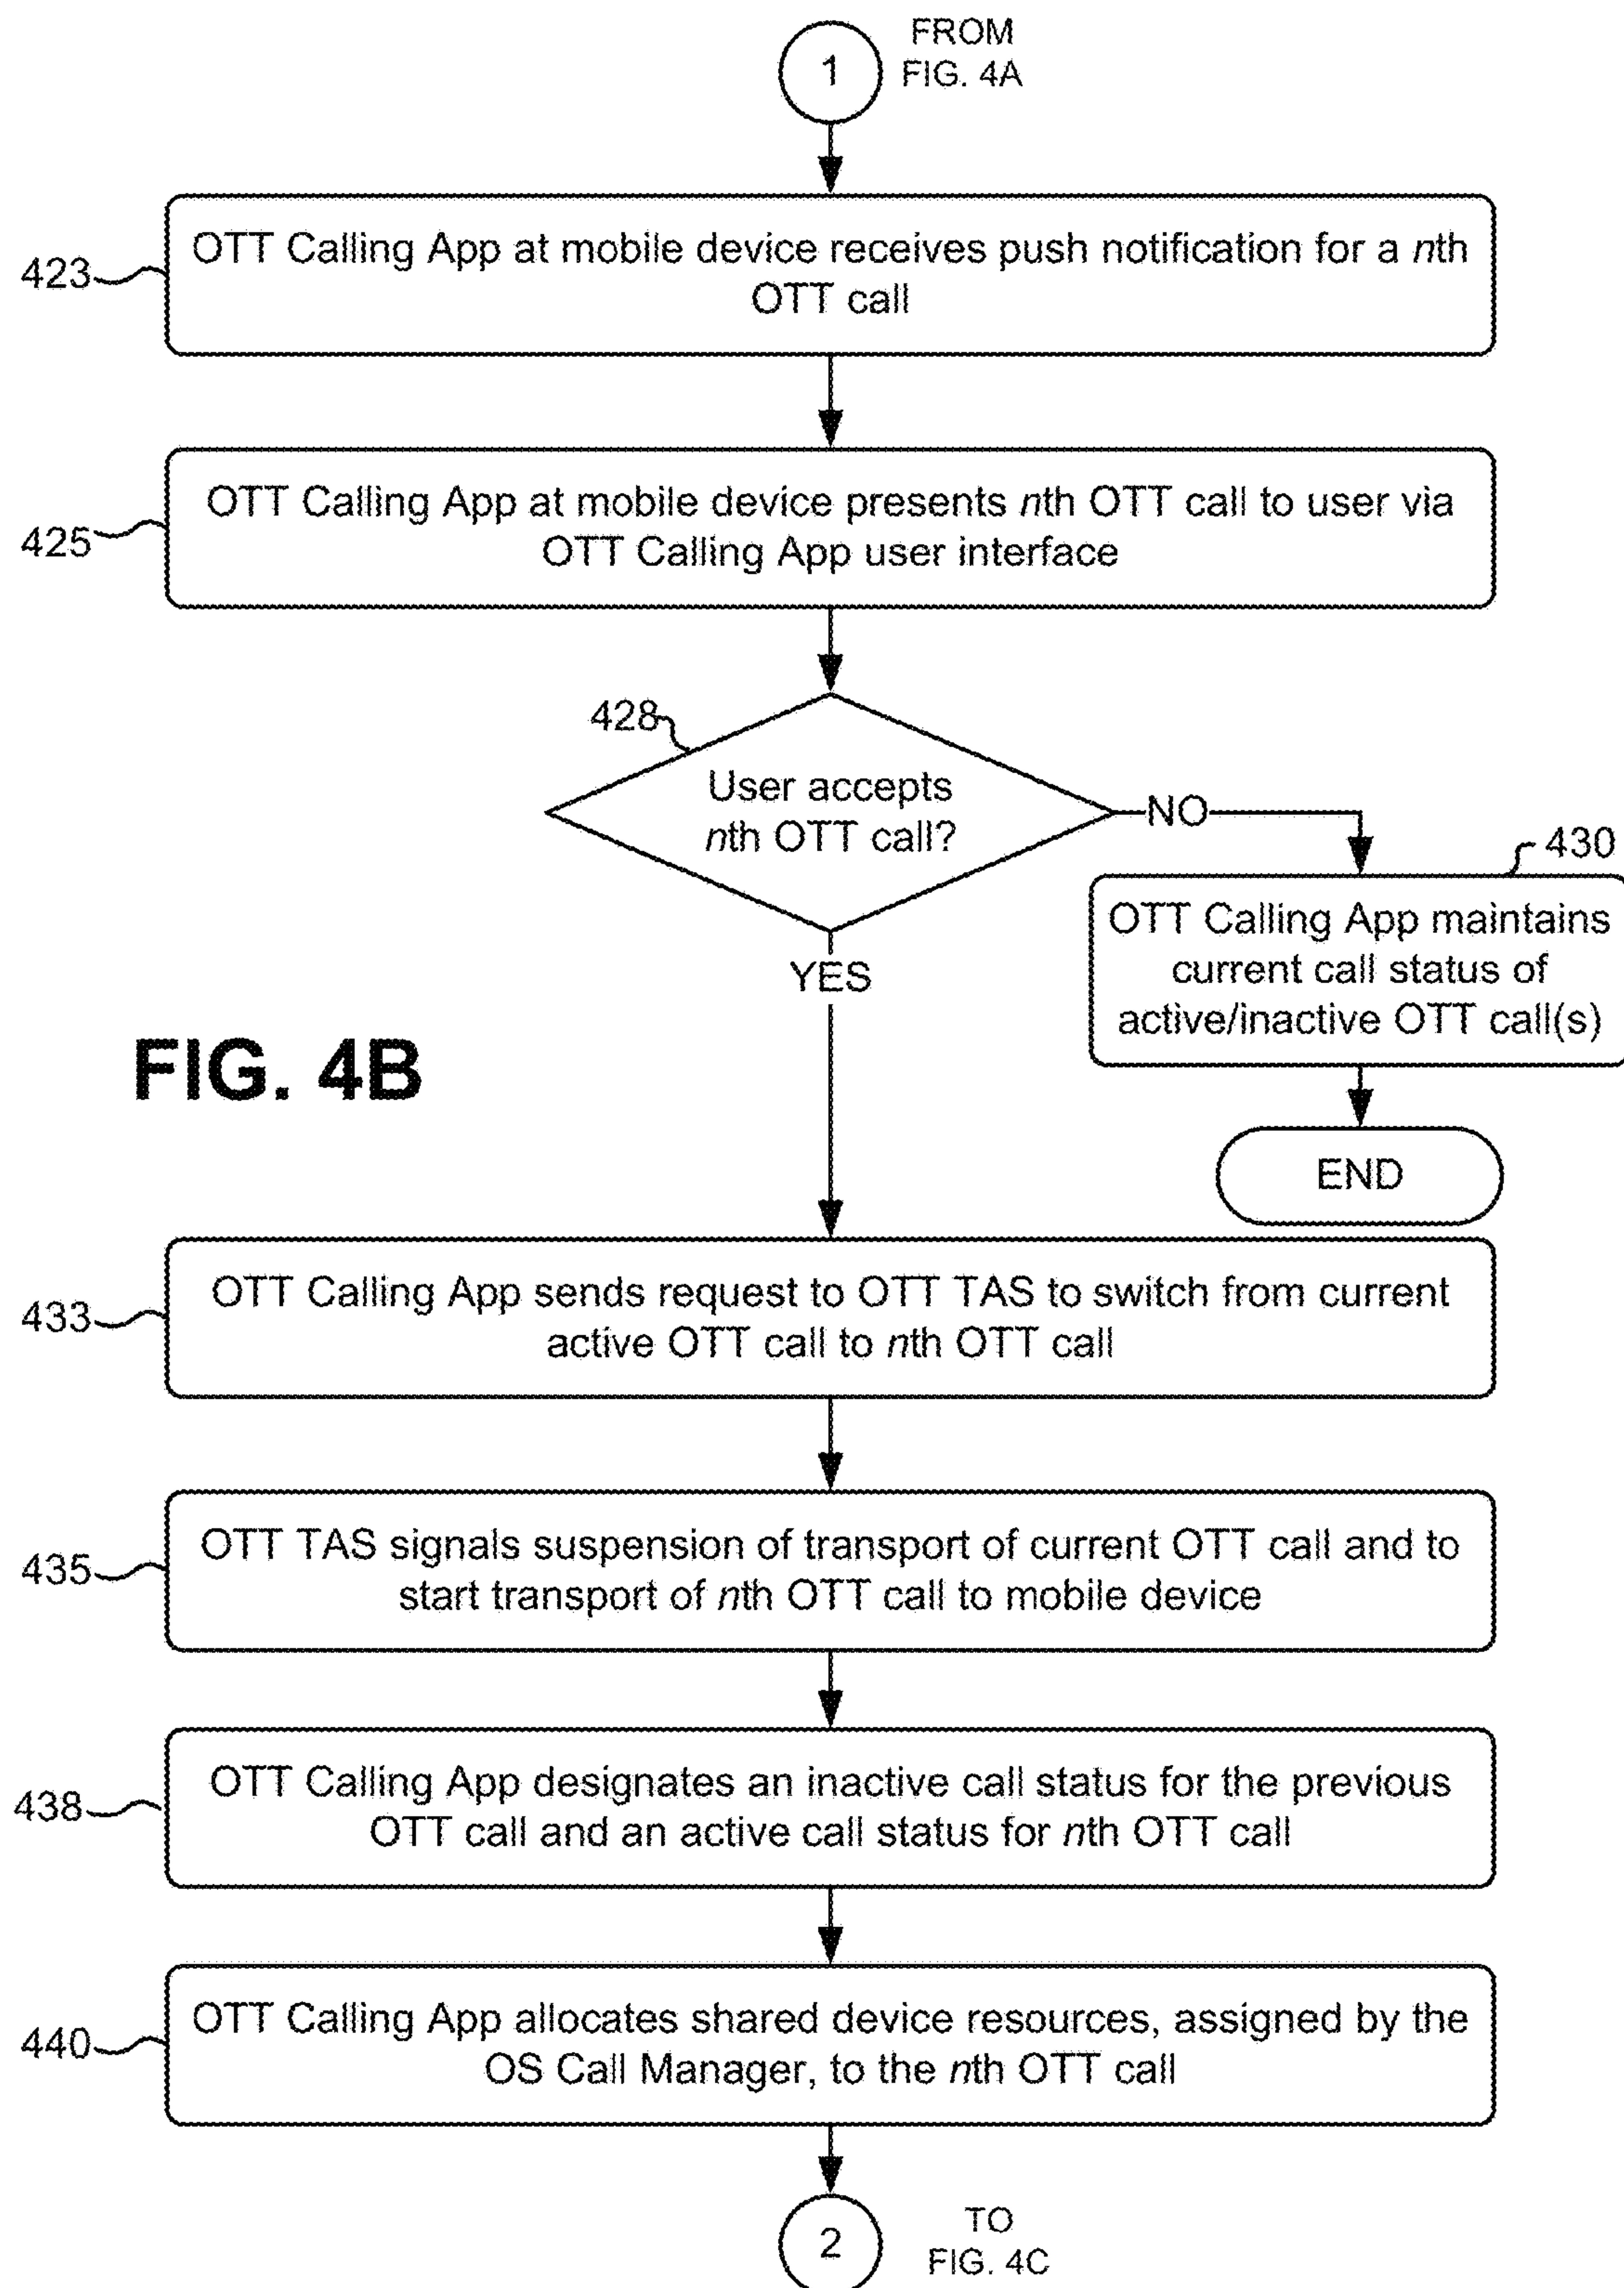 1
FROM
FIG. 4A
423
OTT Calling App at mobile device receives push notification for a nth
OTT call
425
OTT Calling App at mobile device presents nth OTT call to user via
OTT Calling App user interface
428
User accepts
nth OTT call?
NO
430
OTT Calling App maintains
current call status of
active/inactive OTT call(s)
YES
FIG. 4B
END
433
OTT Calling App sends request to OTT TAS to switch from current
active OTT call to nth OTT call
435
OTT TAS signals suspension of transport of current OTT call and to
start transport of nth OTT call to mobile device
438
OTT Calling App designates an inactive call status for the previous
OTT call and an active call status for nth OTT call
440
OTT Calling App allocates shared device resources, assigned by the
OS Call Manager, to the nth OTT call
2
TO
FIG. 4C